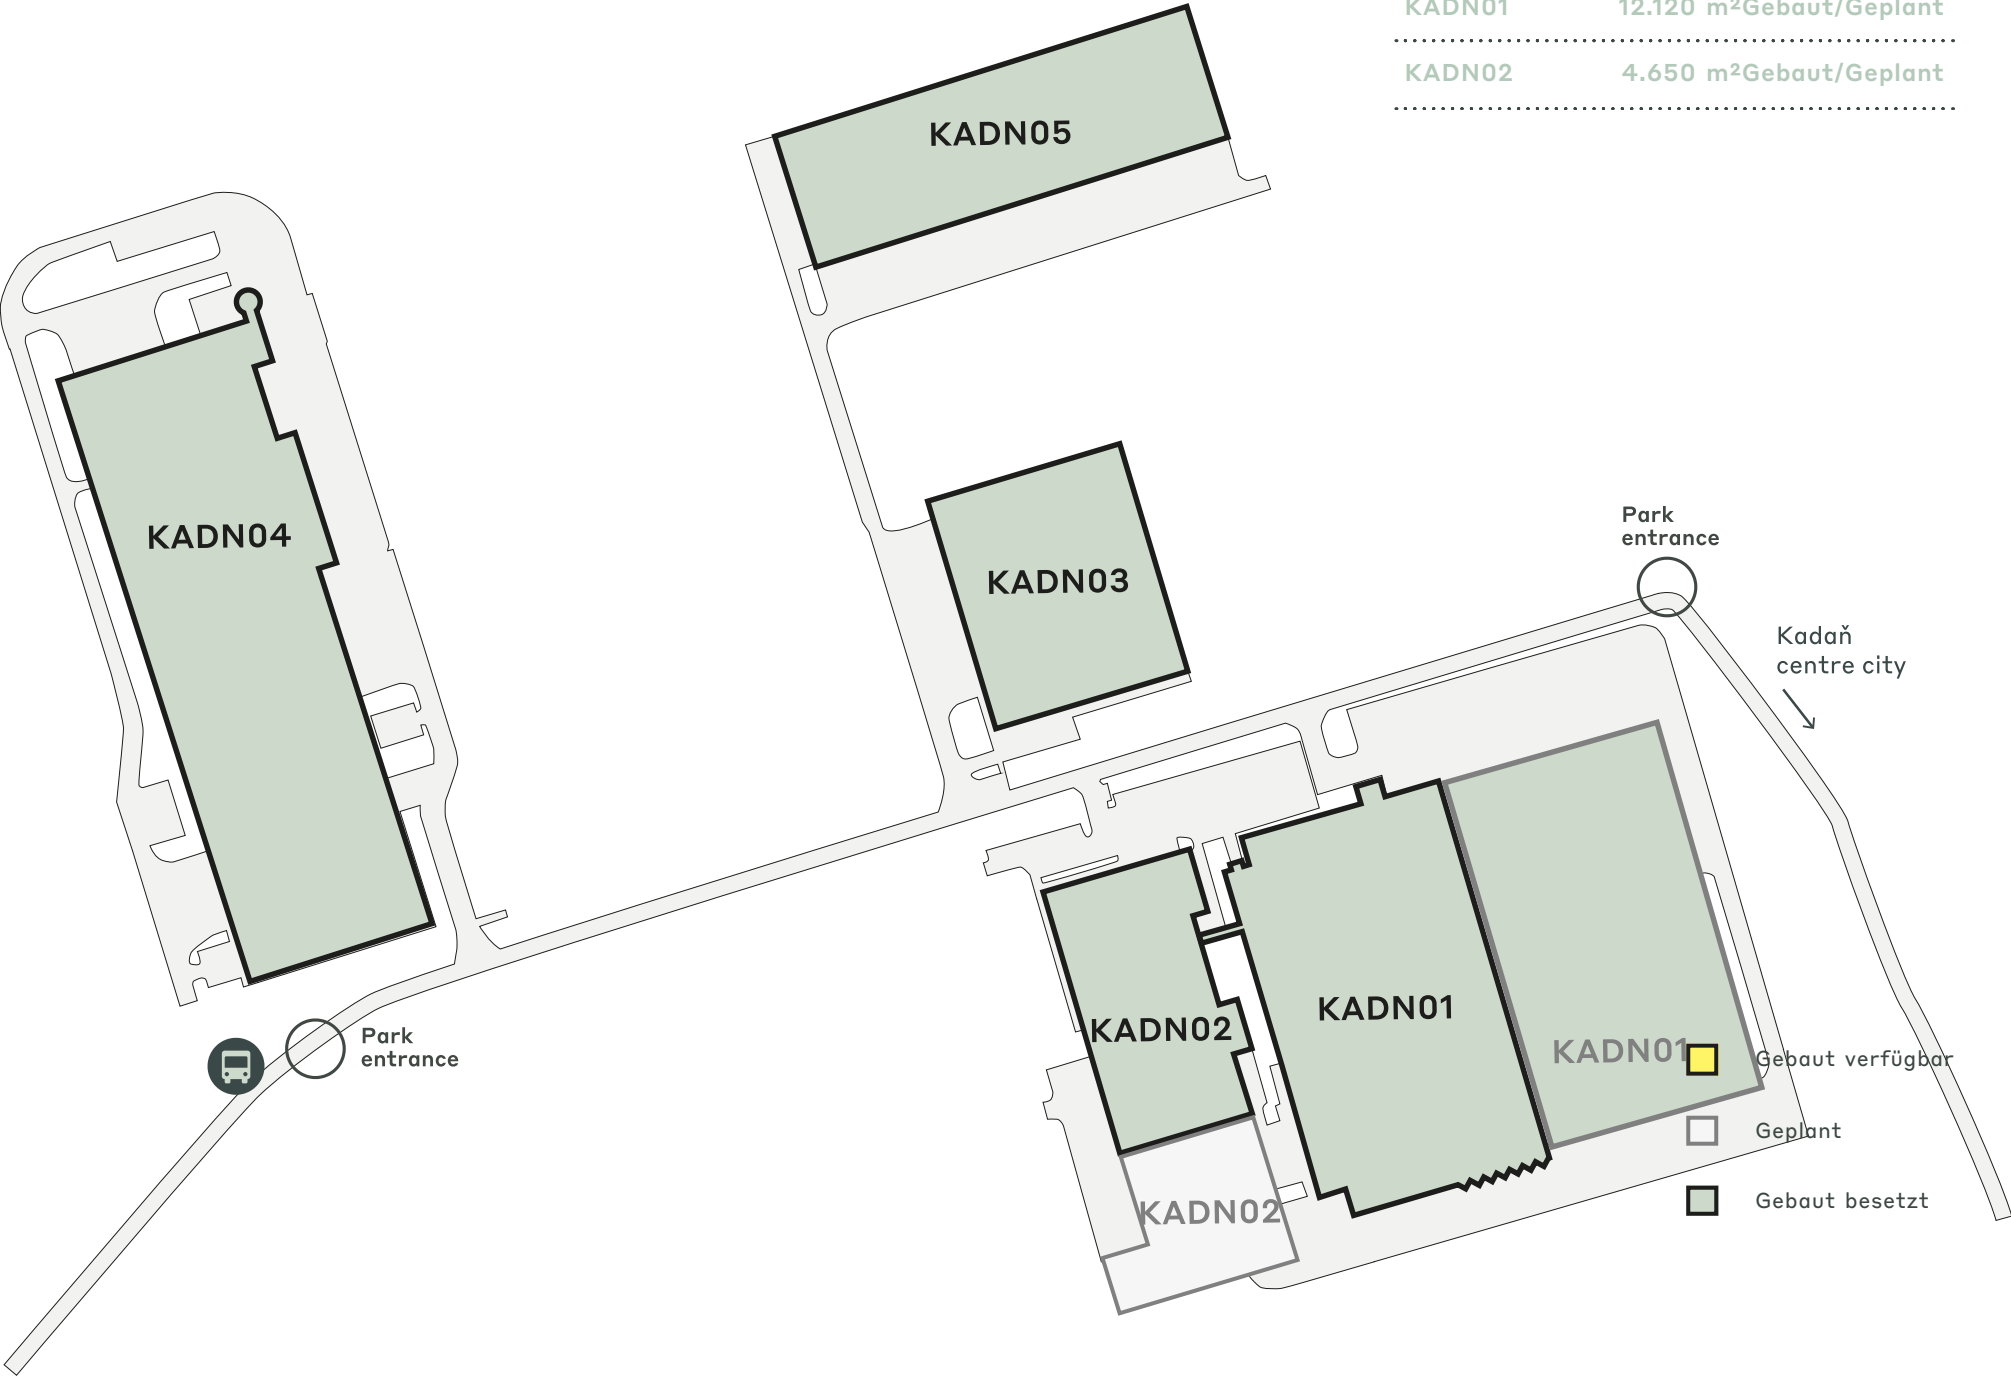 KADN01 12.120 m²Gebaut/Geplant
KADN02 4.650 m²Gebaut/Geplant
KADN05
KADN04
KADN03
Park
entrance
Kadaň
centre city
KADN01
KADN02
KADN01
Park
entrance
KADN02
Gebaut verfügbar
Geplant
Gebaut besetzt